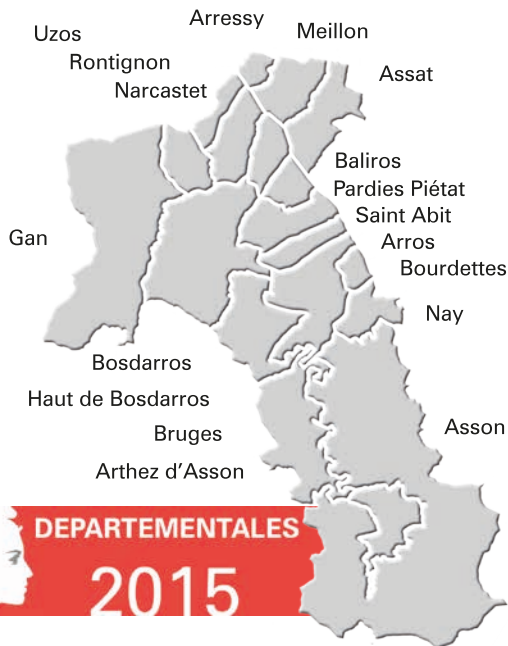 Arressy
Meillon
Uzos
Rontignon
Narcastet
Assat
Baliros
Pardies Piétat
Saint Abit
Arros
Bourdettes
Gan
Nay
Bosdarros
Haut de Bosdarros
Bruges
Arthez d'Asson
Asson
DEPARTEMENTALES
2015